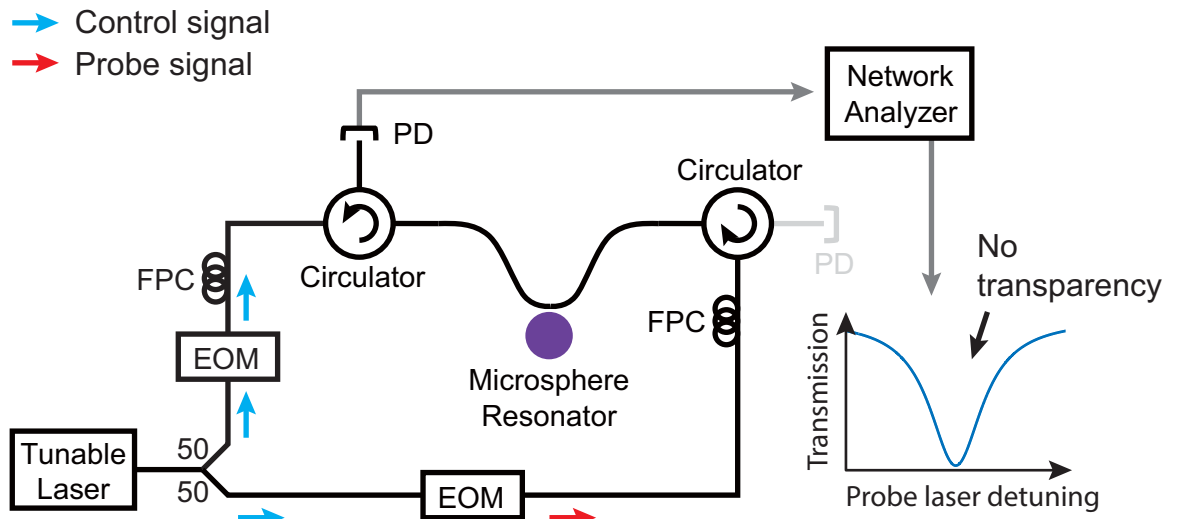 Control signal
Probe signal
Network
Analyzer
PD
Circulator
Circulator
PD
FPC
No
transparency
FPC
EOM
Microsphere
Resonator
Transmission
Tunable
Laser
50
50
EOM
Probe laser detuning